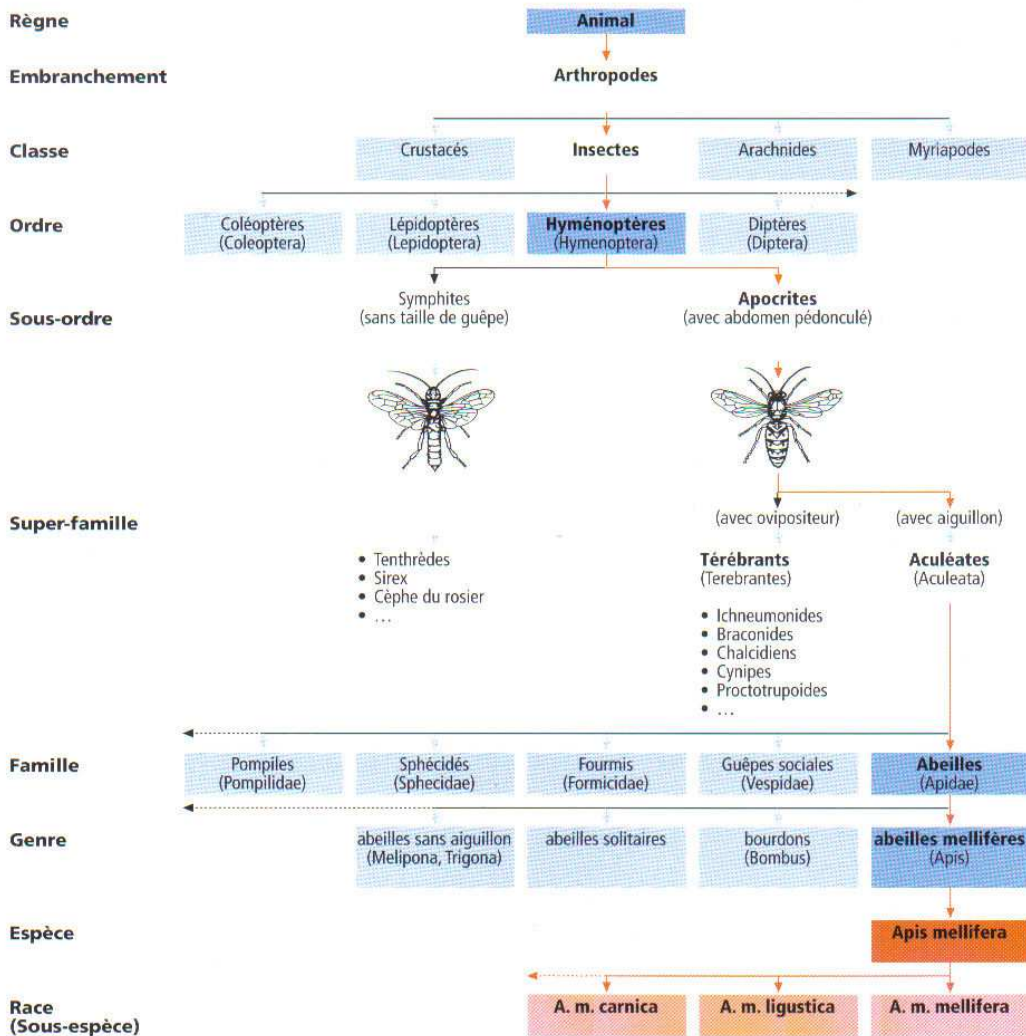 Règne
Animal
Embranchement
Arthropodes
Classe
Crustacés
Insectes
Arachnides
Myriapodes
Ordre
Coléoptères
(Coleoptera)
Lépidoptères
(Lepidoptera)
Hyménoptères
(Hymenoptera)
Diptères
(Diptera)
Sous-ordre
Symphites
(sans taille de guêpe)
Apocrites
(avec abdomen pédonculé)
Super-famille
(avec ovipositeur)
(avec aiguillon)
• Tenthrèdes
• Sirex
• Cèphe du rosier
• ...
Térébrants
(Terebrantes)
Aculéates
(Aculeata)
• Ichneumonides
• Braconides
• Chalcidiens
• Cynipes
• Proctotrupoides
• ...
Famille
Pompiles
(Pompilidae)
Sphécidés
(Sphecidae)
Fourmis
(Formicidae)
Guêpes sociales
(Vespidae)
Abeilles
(Apidae)
Genre
abeilles sans aiguillon
(Melipona, Trigona)
abeilles solitaires
bourdons
(Bombus)
abeilles mellifères
(Apis)
Espèce
Apis mellifera
Race
(Sous-espèce)
A. m. carnica
A. m. ligustica
A. m. mellifera